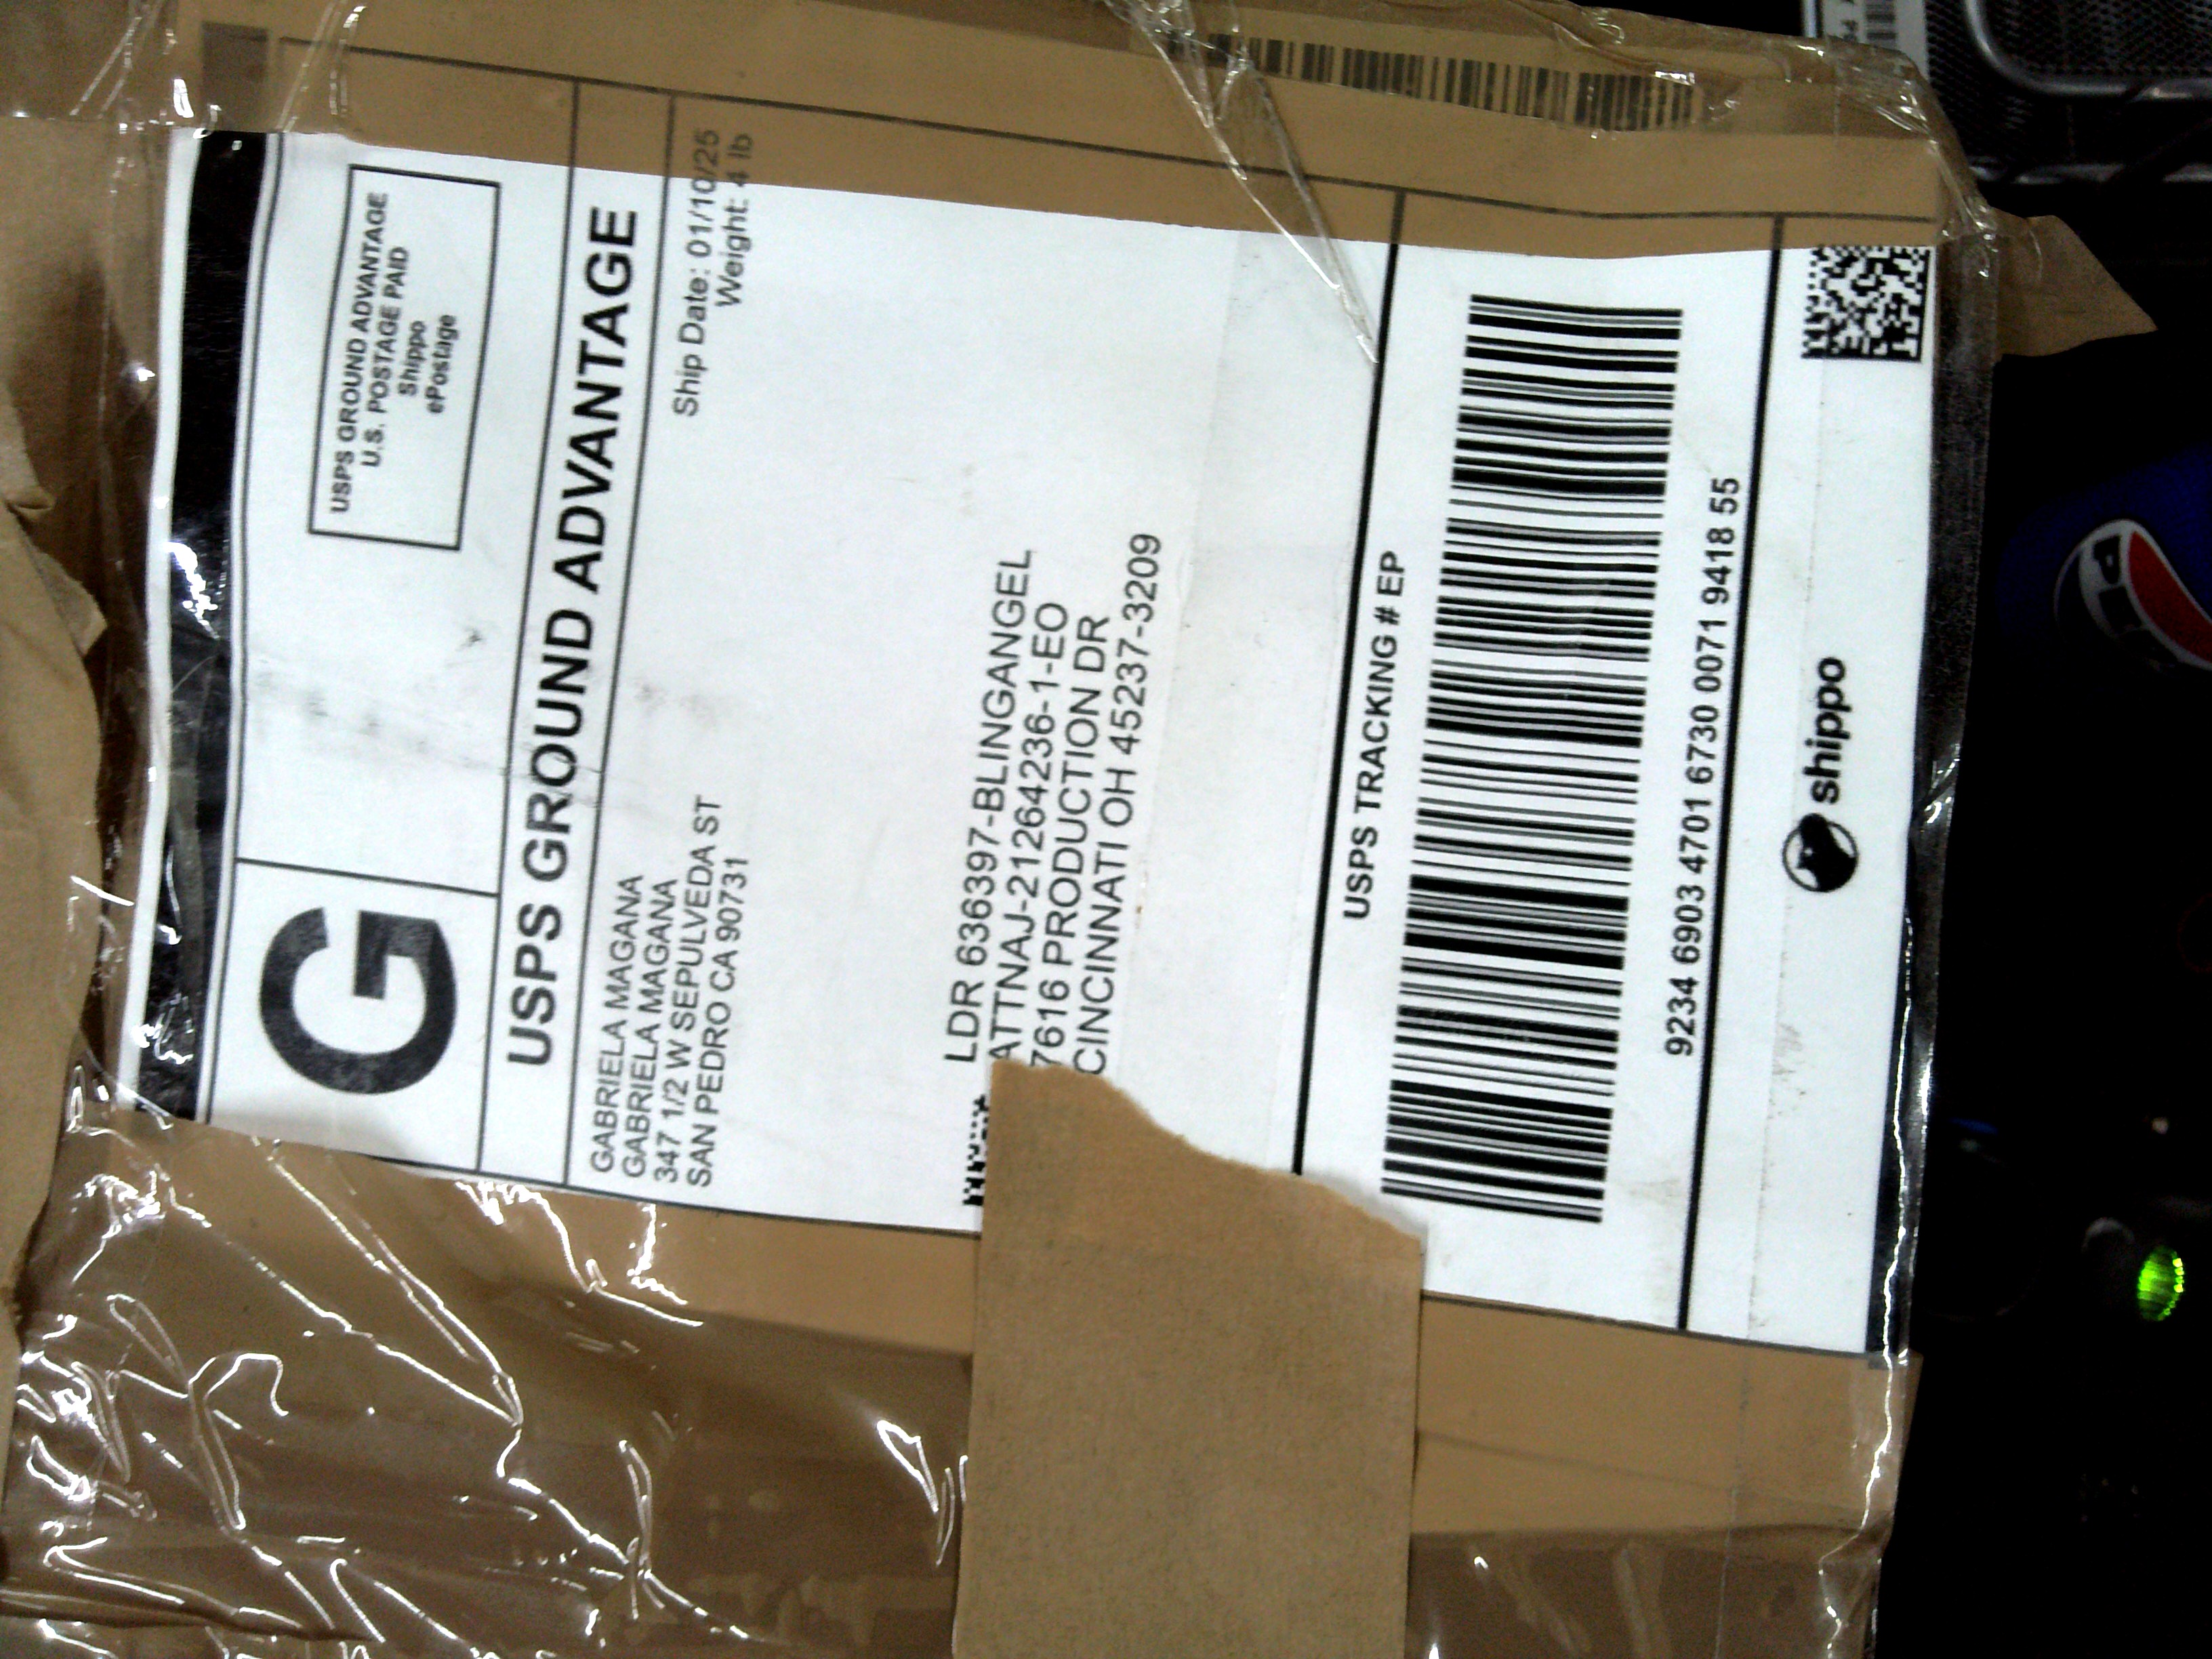 G
USPS GROUND ADVANTAGE
U.S. POSTAGE PAID
Shippo
ePostage
USPS GROUND ADVANTAGE
GABRIELA MAGANA
GABRIELA MAGANA
347 1/2 W SEPULVEDA ST
SAN PEDRO CA 90731
Ship Date: 01/10/25
Weight: 4 lb
LDR 636397-BLINGANGEL
ATTNAJ-21264236-1-EO
7616 PRODUCTION DR
CINCINNATI OH 45237-3209
USPS TRACKING # EP
9234 6903 4701 6730 0071 9418 55
shippo